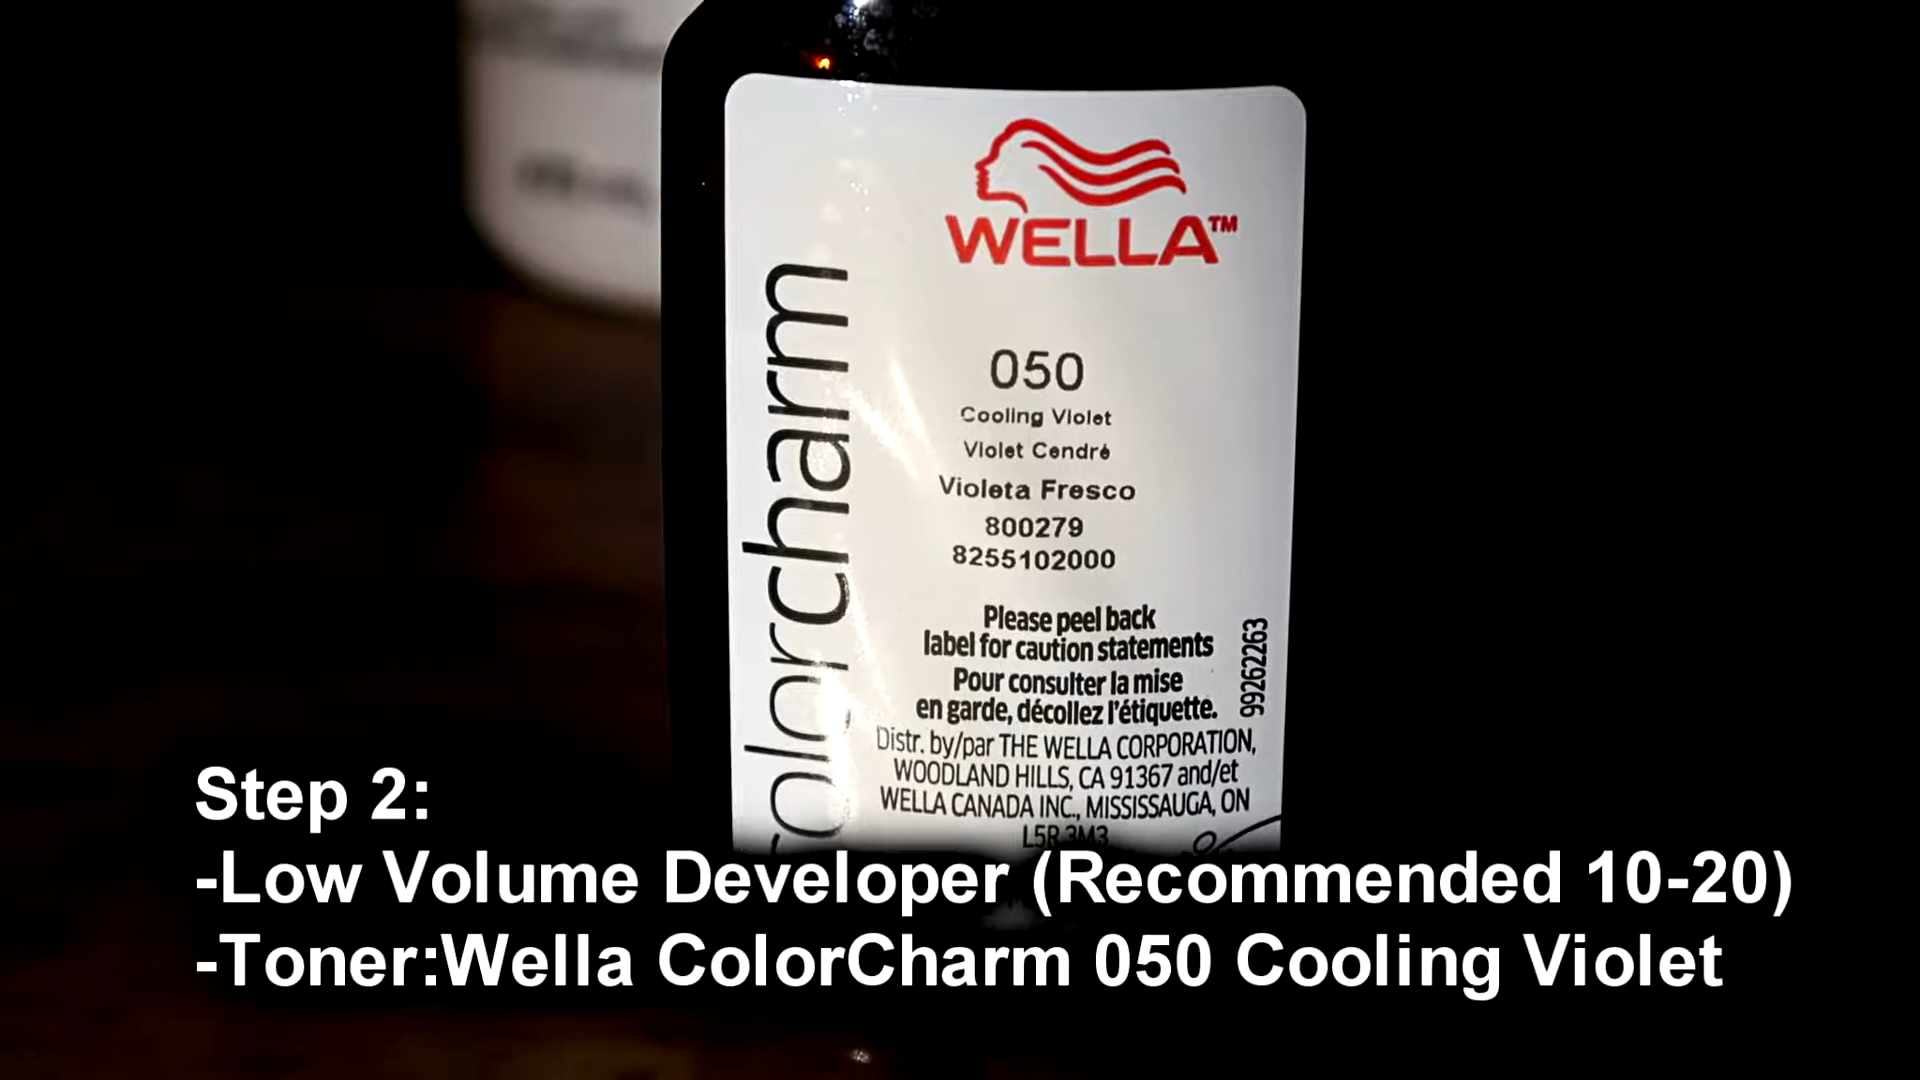 WELLA™
colorcharm
050
Cooling Violet
Violet Cendré
Violeta Fresco
800279
8255102000
Please peel back
label for caution statements
Pour consulter la mise
en garde, décollez l'étiquette.
99262263
Distr. by/par THE WELLA CORPORATION,
WOODLAND HILLS, CA 91367 and/et
WELLA CANADA INC., MISSISSAUGA, ON
L5R 3M3
Step 2:
-Low Volume Developer (Recommended 10-20)
-Toner:Wella ColorCharm 050 Cooling Violet